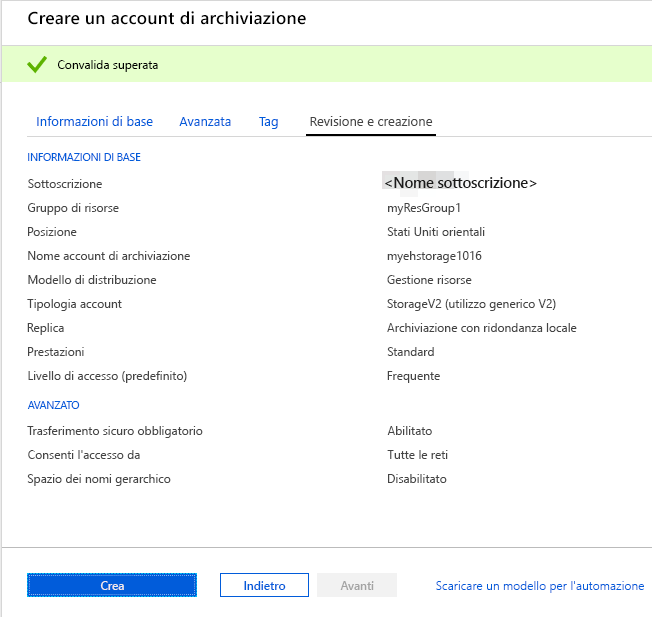 Creare un account di archiviazione
Convalida superata
Informazioni di base Avanzata Tag Revisione e creazione
INFORMAZIONI DI BASE
Sottoscrizione <Nome sottoscrizione>
Gruppo di risorse myResGroup1
Posizione Stati Uniti orientali
Nome account di archiviazione myehstorage1016
Modello di distribuzione Gestione risorse
Tipologia account StorageV2 (utilizzo generico V2)
Replica Archiviazione con ridondanza locale
Prestazioni Standard
Livello di accesso (predefinito) Frequente
AVANZATO
Trasferimento sicuro obbligatorio Abilitato
Consenti l'accesso da Tutte le reti
Spazio dei nomi gerarchico Disabilitato
Crea Indietro Avanti Scaricare un modello per l'automazione